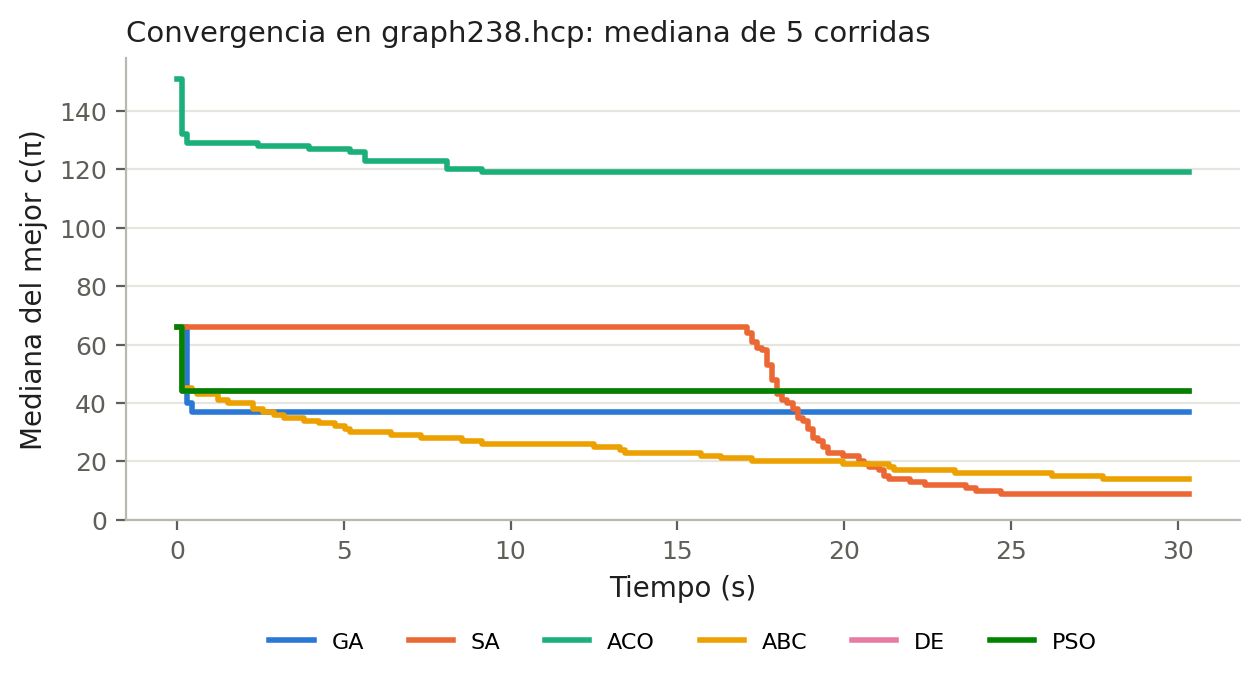 Convergencia en graph238.hcp: mediana de 5 corridas
Mediana del mejor c(π)
140
120
100
80
60
40
20
0
0 5 10 15 20 25 30
Tiempo (s)
GA SA ACO ABC DE PSO